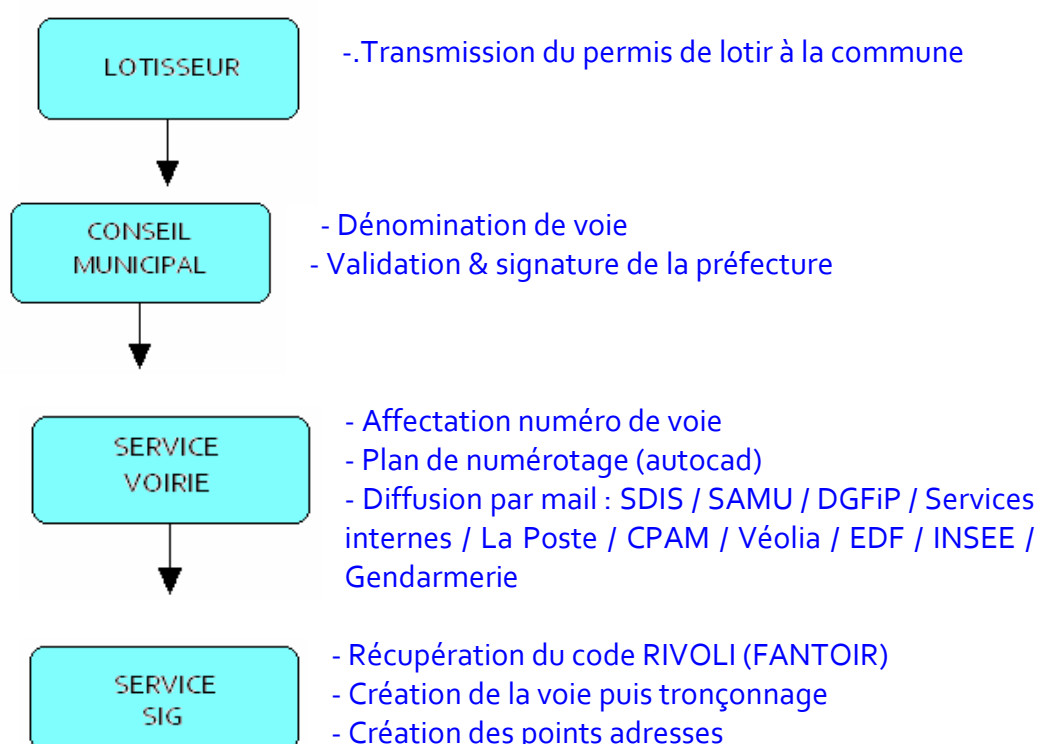 LOTISSEUR
-.Transmission du permis de lotir à la commune
CONSEIL
MUNICIPAL
- Dénomination de voie
- Validation & signature de la préfecture
SERVICE
VOIRIE
- Affectation numéro de voie
- Plan de numérotage (autocad)
- Diffusion par mail : SDIS / SAMU / DGFiP / Services
internes / La Poste / CPAM / Véolia / EDF / INSEE /
Gendarmerie
SERVICE
SIG
- Récupération du code RIVOLI (FANTOIR)
- Création de la voie puis tronçonnage
- Création des points adresses